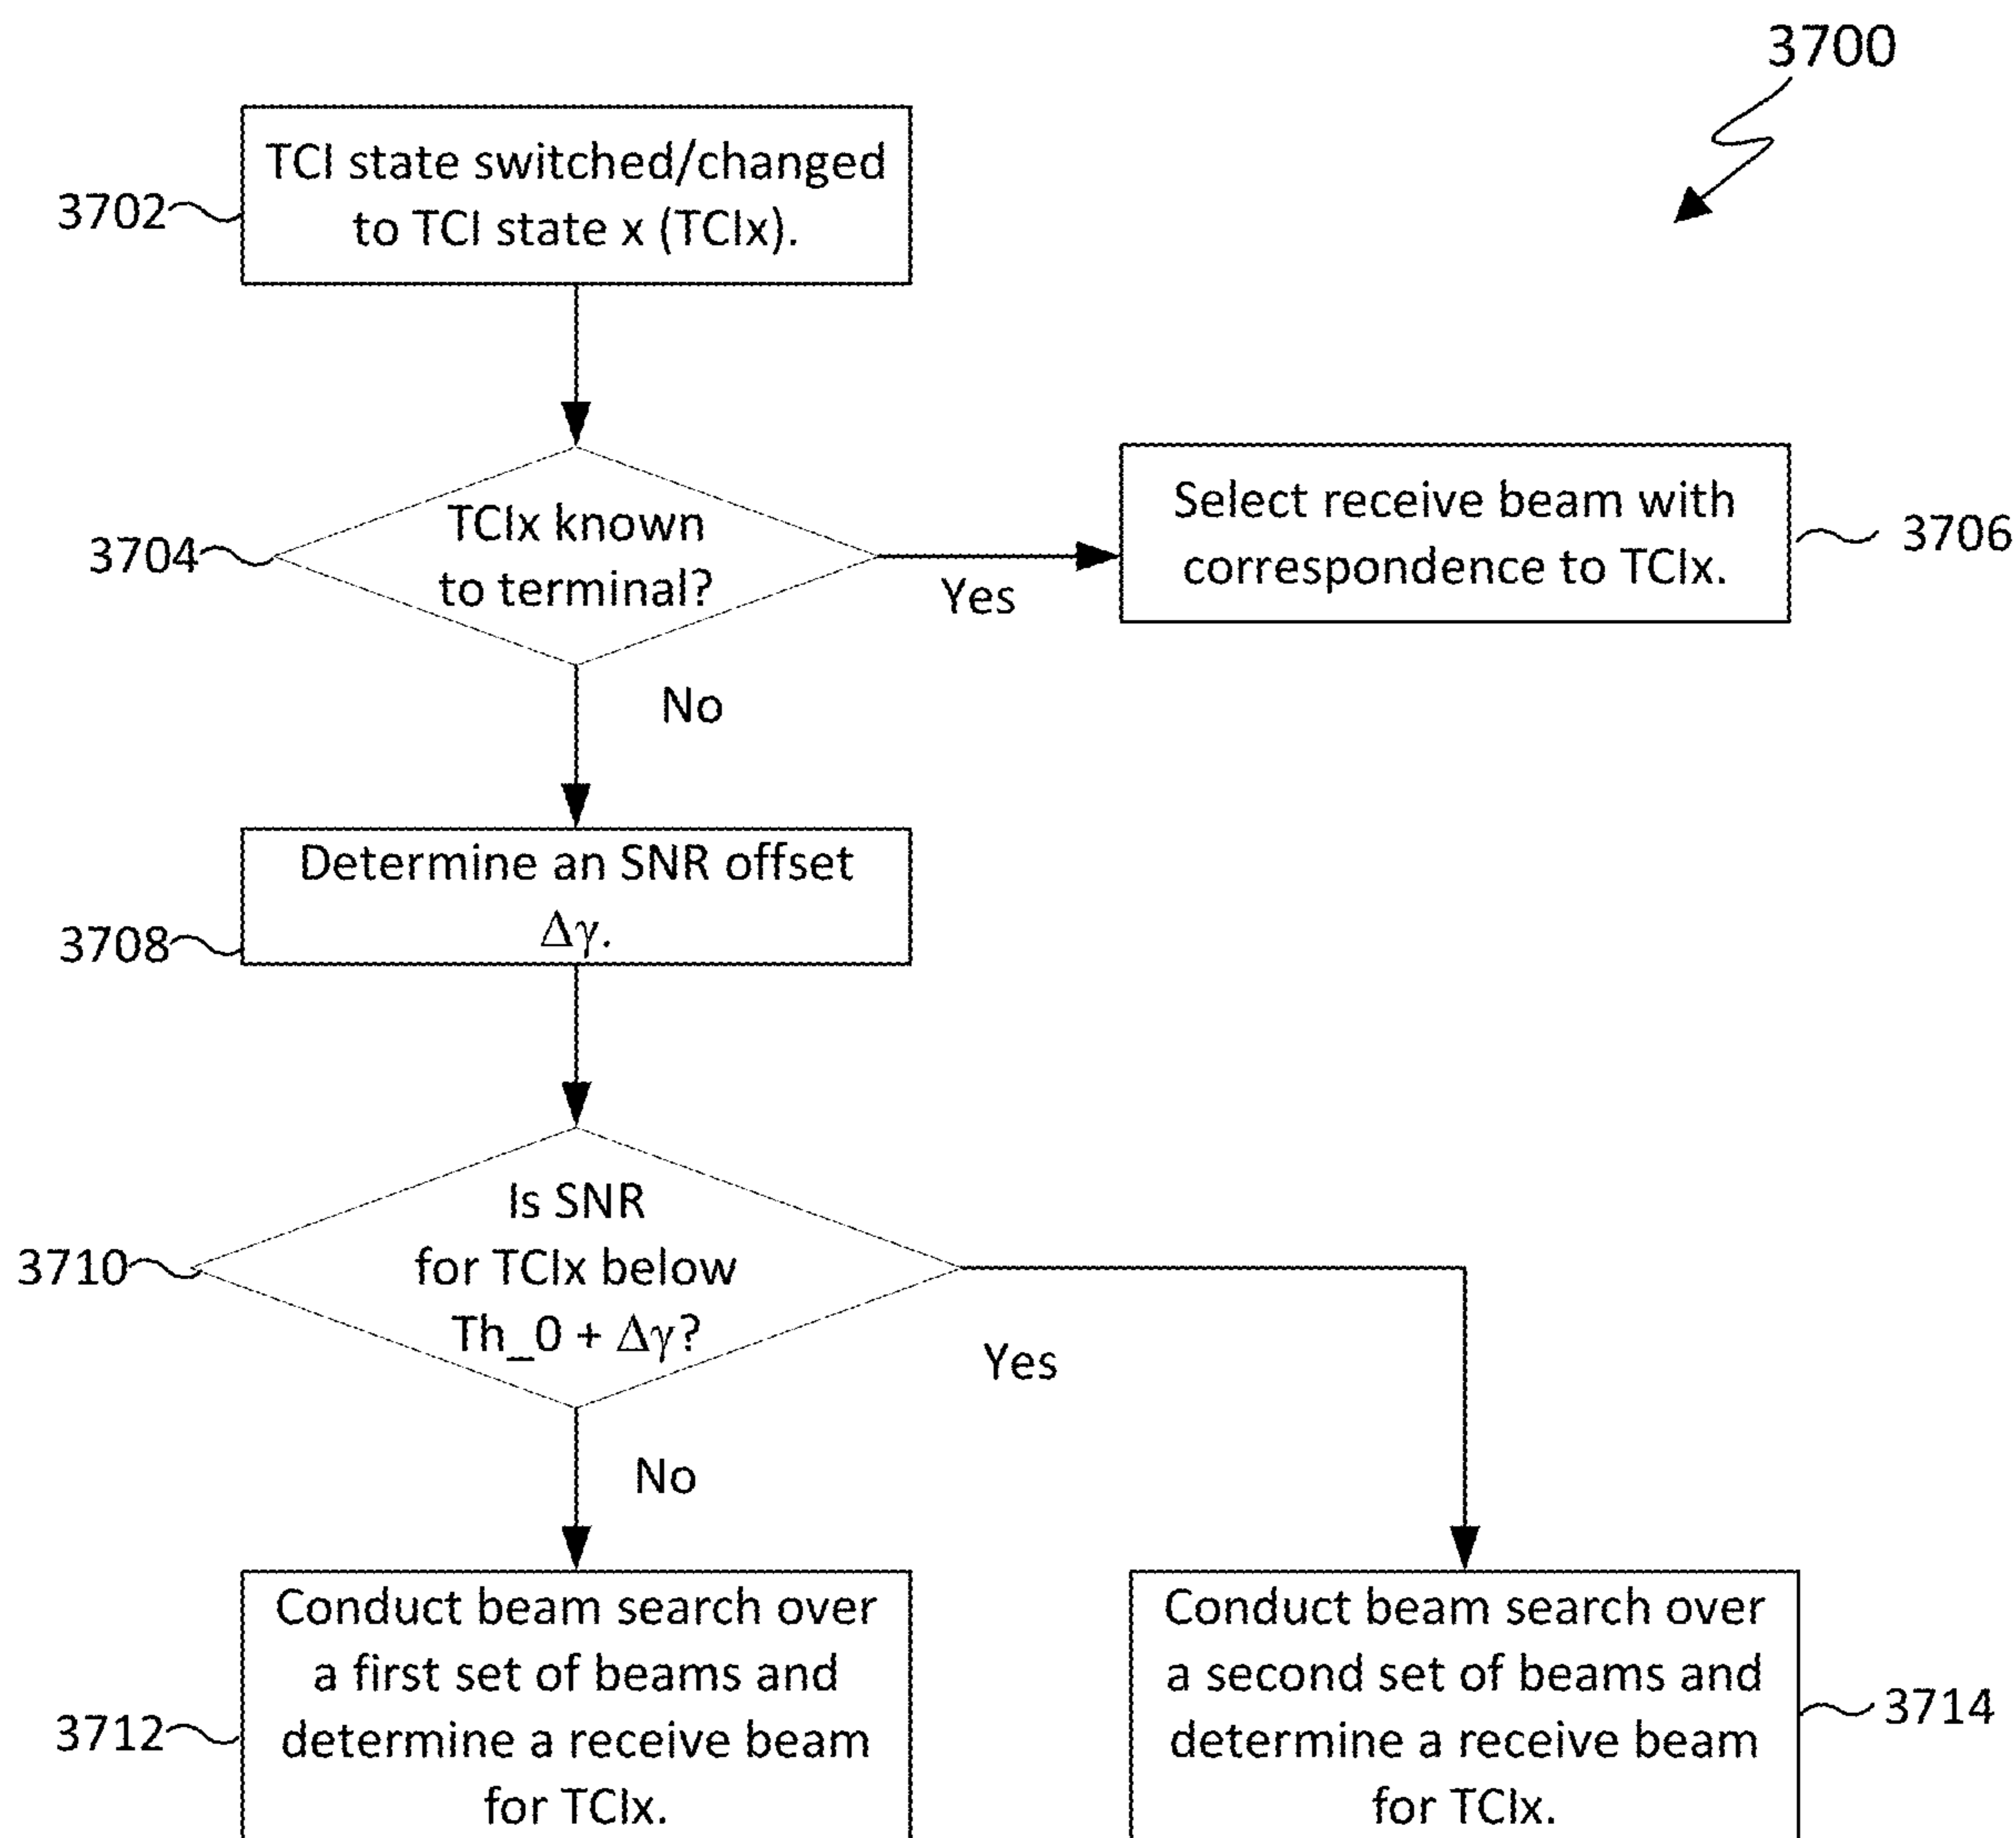 3700
TCI state switched/changed
to TCI state x (TCIx).
3702
TCIx known
to terminal?
3704
Yes
Select receive beam with
correspondence to TCIx.
3706
No
Determine an SNR offset
Δγ.
3708
Is SNR
for TCIx below
Th_0 + Δγ?
3710
Yes
No
Conduct beam search over
a first set of beams and
determine a receive beam
for TCIx.
3712
Conduct beam search over
a second set of beams and
determine a receive beam
for TCIx.
3714